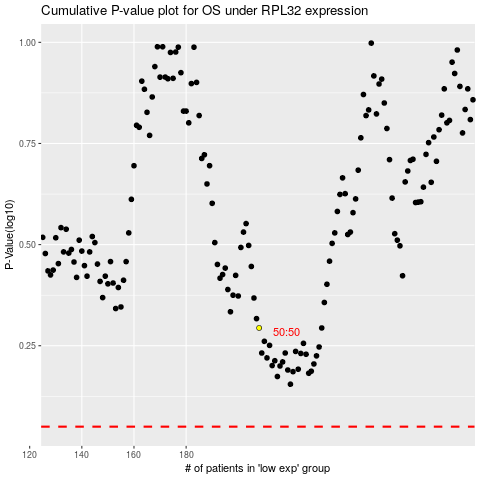 Cumulative P-value plot for OS under RPL32 expression
P-Value(log10)
1.00
0.75
0.50
0.25
50:50
120 140 160 180
# of patients in 'low exp' group